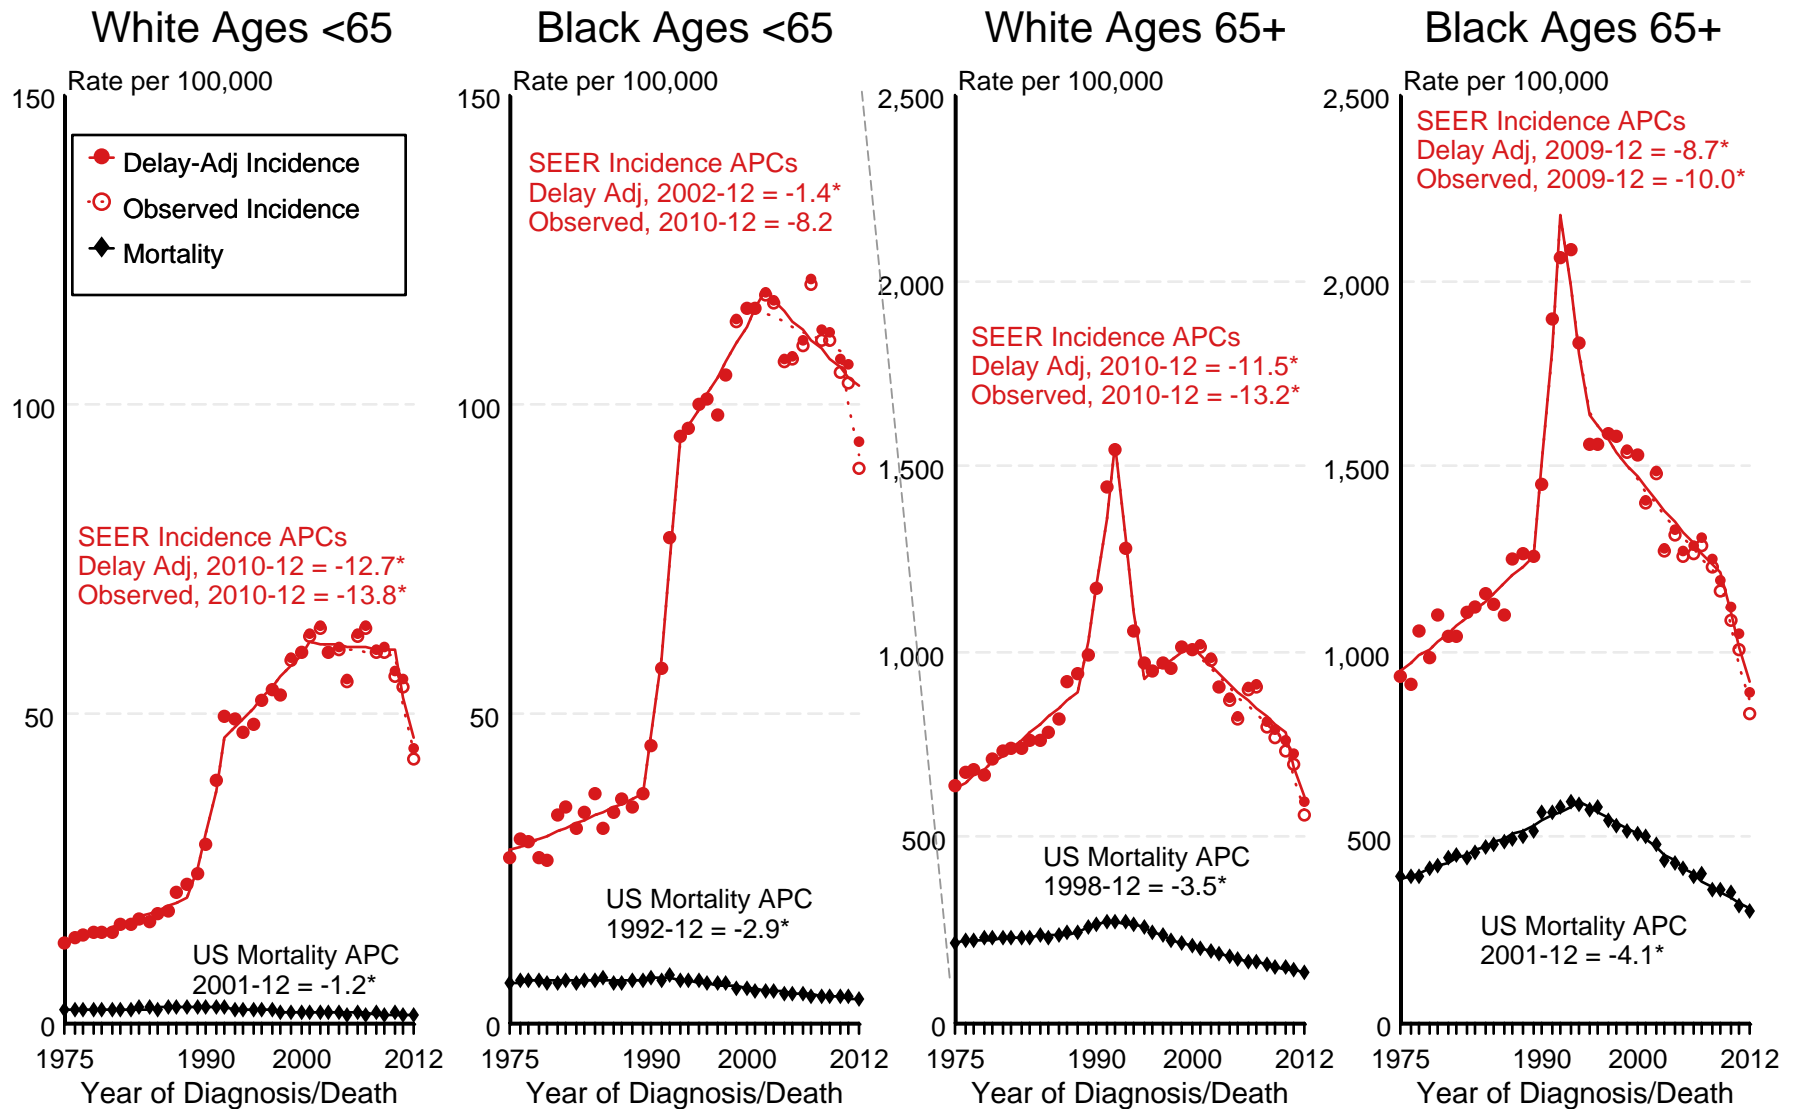 White Ages <65
Rate per 100,000
150
100
50
0
Delay-Adj Incidence
Observed Incidence
Mortality
SEER Incidence APCs
Delay Adj, 2010-12 = -12.7*
Observed, 2010-12 = -13.8*
US Mortality APC
2001-12 = -1.2*
1975 1990 2000 2012
Year of Diagnosis/Death
Black Ages <65
Rate per 100,000
150
100
50
0
SEER Incidence APCs
Delay Adj, 2002-12 = -1.4*
Observed, 2010-12 = -8.2
US Mortality APC
1992-12 = -2.9*
1975 1990 2000 2012
Year of Diagnosis/Death
White Ages 65+
Rate per 100,000
2,500
2,000
1,500
1,000
500
0
SEER Incidence APCs
Delay Adj, 2010-12 = -11.5*
Observed, 2010-12 = -13.2*
US Mortality APC
1998-12 = -3.5*
1975 1990 2000 2012
Year of Diagnosis/Death
Black Ages 65+
Rate per 100,000
2,500
2,000
1,500
1,000
500
0
SEER Incidence APCs
Delay Adj, 2009-12 = -8.7*
Observed, 2009-12 = -10.0*
US Mortality APC
2001-12 = -4.1*
1975 1990 2000 2012
Year of Diagnosis/Death